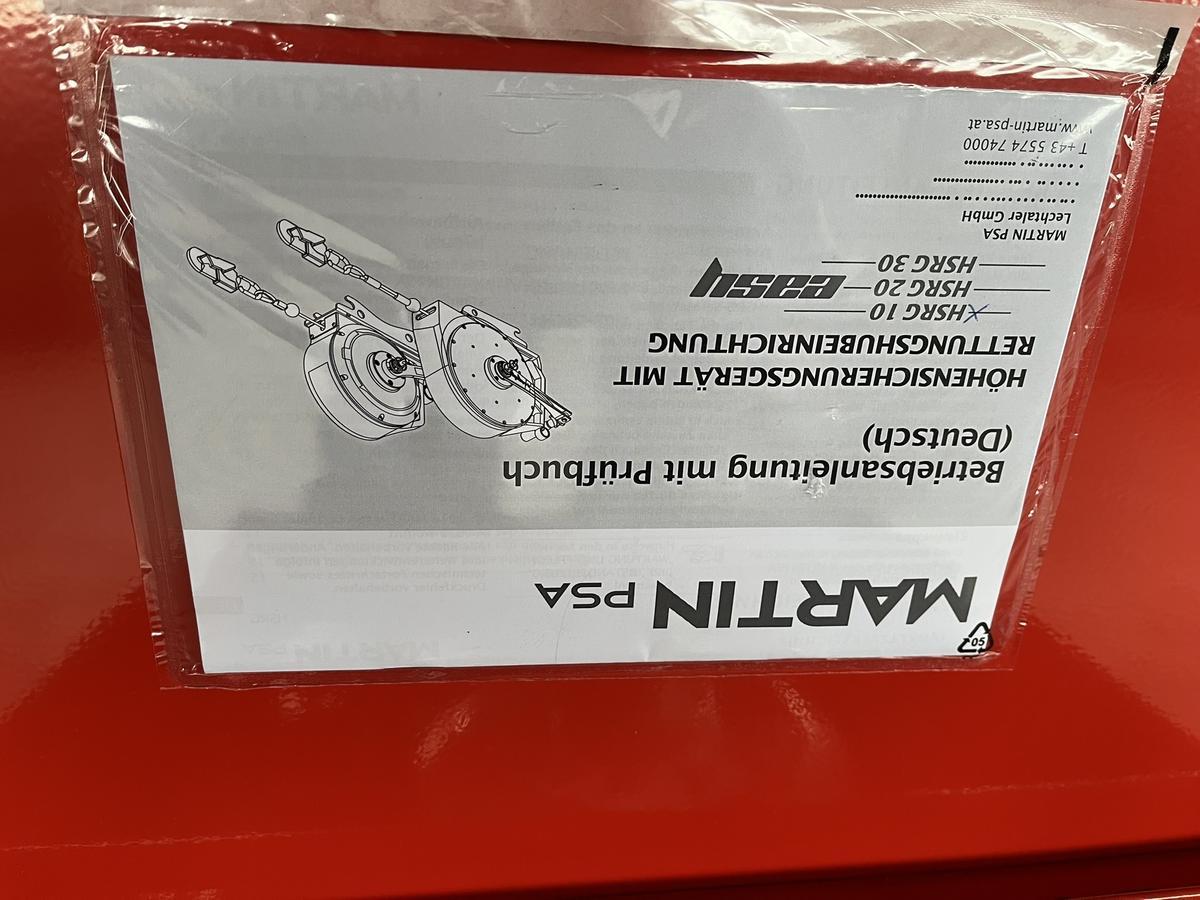 MARTIN PSA
Betriebsanleitung mit Prüfbuch
(Deutsch)
HÖHENSICHERUNGSGERÄT MIT
RETTUNGSHUBEINRICHTUNG
HSRG 10
HSRG 20 easy
HSRG 30
MARTIN PSA
Lechtaler GmbH
T +43 5574 74000
www.martin-psa.at
05